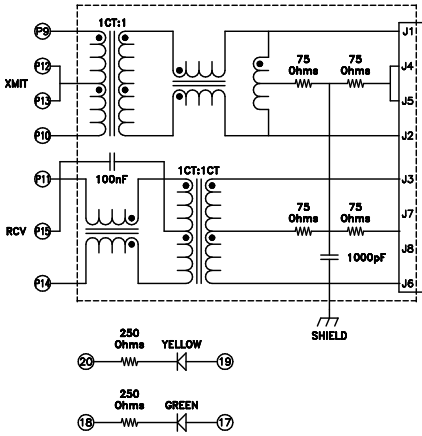 1CT:1
P9
P12
XMIT
P13
P10
75 Ohms
75 Ohms
J1
J4
J5
J2
100nF
1CT:1CT
P11
RCV
P15
P14
75 Ohms
75 Ohms
1000pF
J3
J7
J8
J6
SHIELD
250 Ohms
YELLOW
20
19
250 Ohms
GREEN
18
17